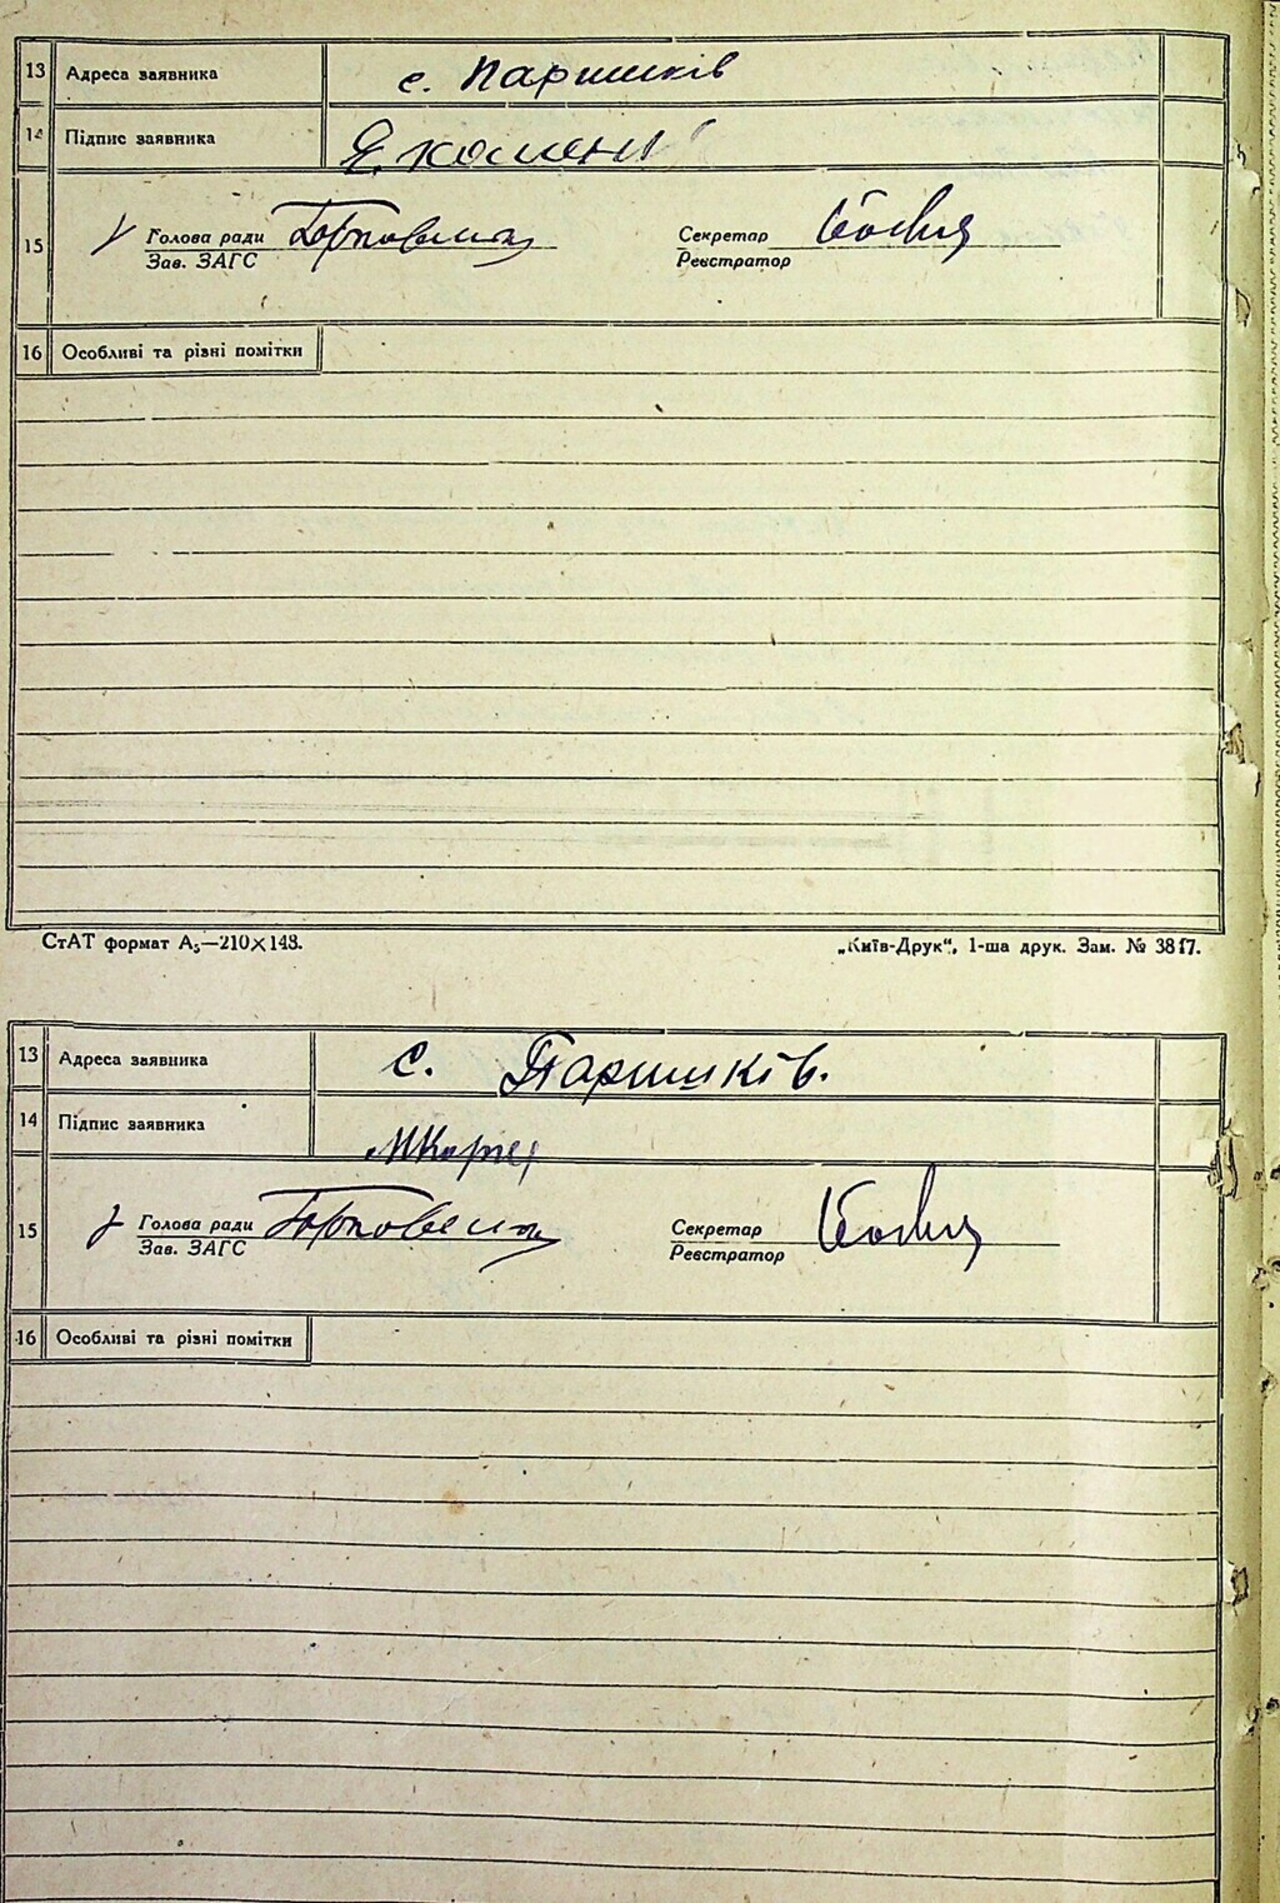 13 Адреса заявника с. Паришків
14 Підпис заявника
15 Голова ради Секретар
Зав. ЗАГС Реєстратор
16 Особливі та різні помітки
СтАТ формат А₅—210×143. „Київ-Друк“, 1-ша друк. Зам. № 3817.
13 Адреса заявника с. Паришків.
14 Підпис заявника
15 Голова ради Секретар
Зав. ЗАГС Реєстратор
16 Особливі та різні помітки